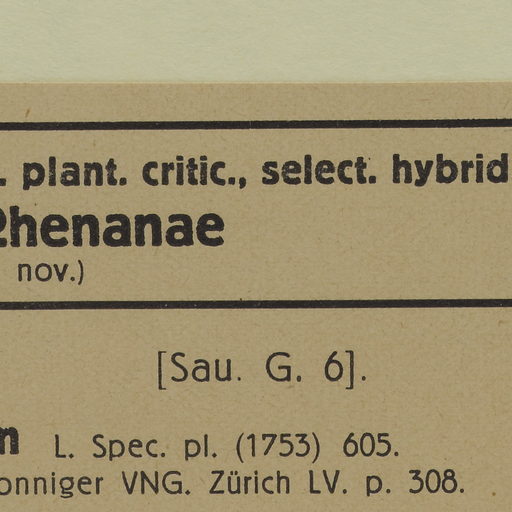 . plant. critic., select. hybrid
Rhenanae
nov.)
[Sau. G. 6].
m L. Spec. pl. (1753) 605.
onniger VNG. Zürich LV. p. 308.